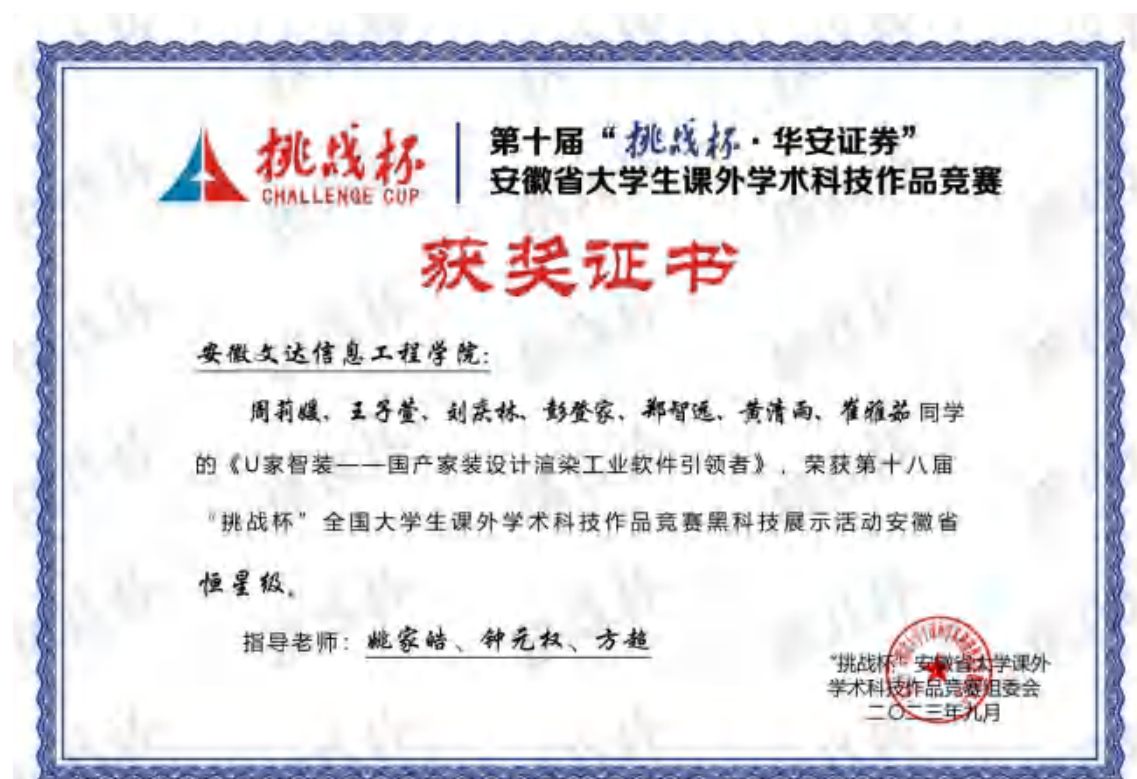 挑战杯
CHALLENGE CUP
第十届“挑战杯·华安证券”
安徽省大学生课外学术科技作品竞赛
获奖证书
安徽文达信息工程学院:
周莉媛、王子萱、刘庆林、彭登家、郑智远、黄清雨、崔雅茹同学
的《U家智装——国产家装设计渲染工业软件引领者》，荣获第十八届
“挑战杯”全国大学生课外学术科技作品竞赛黑科技展示活动安徽省
恒星级。
指导老师：姚家皓、钟元权、方超
“挑战杯”安徽省大学课外
学术科技作品竞赛组委会
二〇二三年九月